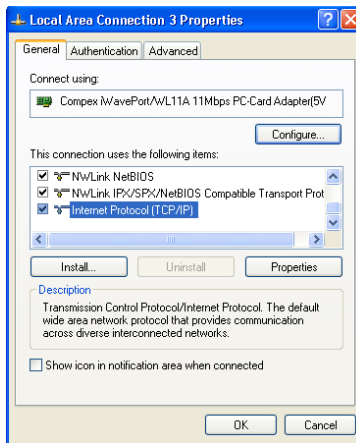 Local Area Connection 3 Properties
General Authentication Advanced
Connect using:
Compex iWavePort/WL11A 11Mbps PC-Card Adapter(5V
Configure...
This connection uses the following items:
NWLink NetBIOS
NWLink IPX/SPX/NetBIOS Compatible Transport Prot
Internet Protocol (TCP/IP)
Install... Uninstall Properties
Description
Transmission Control Protocol/Internet Protocol. The default
wide area network protocol that provides communication
across diverse interconnected networks.
Show icon in notification area when connected
OK Cancel